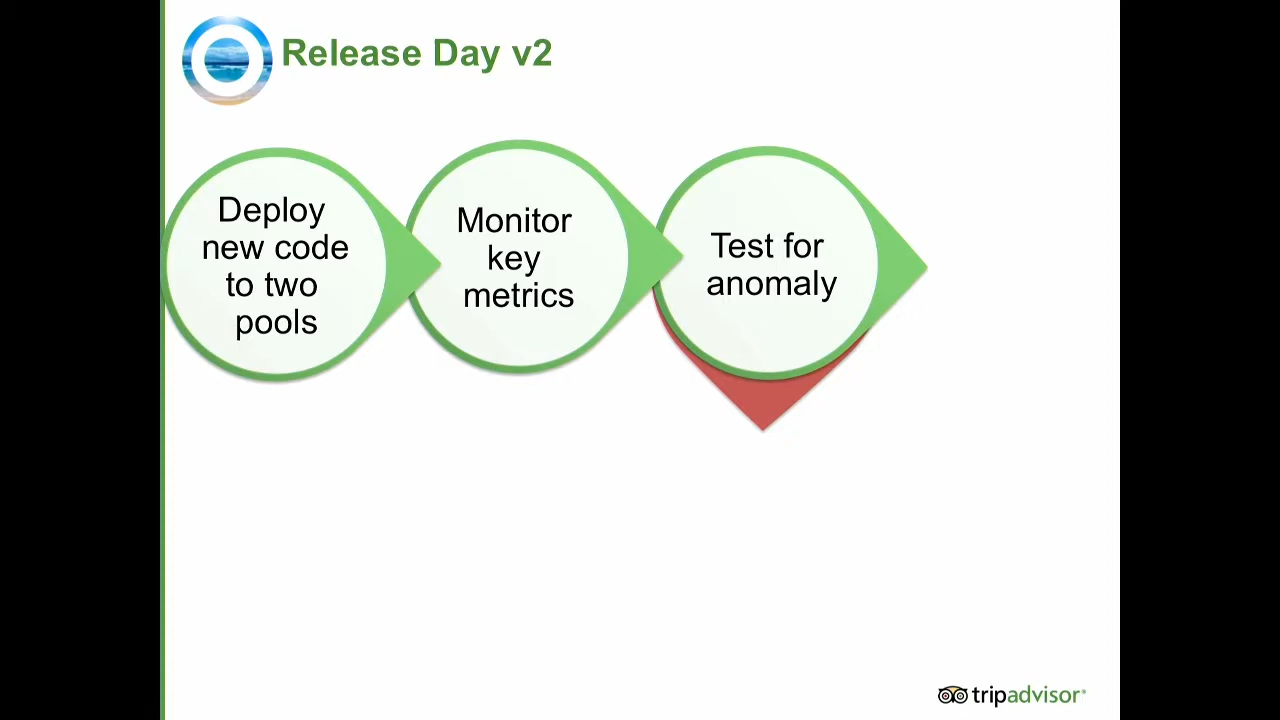 Release Day v2
Deploy
new code
to two
pools
Monitor
key
metrics
Test for
anomaly
tripadvisor®